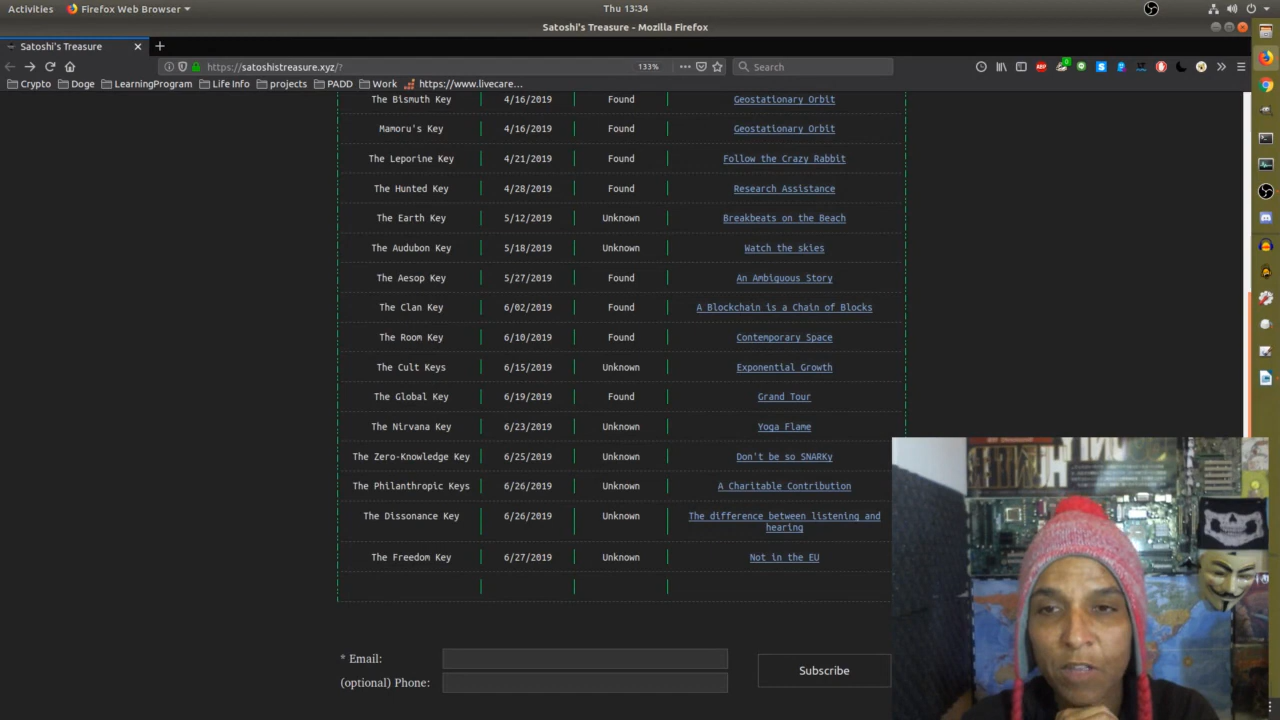 Activities Firefox Web Browser Thu 13:34
Satoshi's Treasure - Mozilla Firefox
Satoshi's Treasure
https://satoshistreasure.xyz/? 133% Search
Crypto Doge LearningProgram Life Info projects PADD Work https://www.livecare...
The Bismuth Key 4/16/2019 Found Geostationary Orbit
Mamoru's Key 4/16/2019 Found Geostationary Orbit
The Leporine Key 4/21/2019 Found Follow the Crazy Rabbit
The Hunted Key 4/28/2019 Found Research Assistance
The Earth Key 5/12/2019 Unknown Breakbeats on the Beach
The Audubon Key 5/18/2019 Unknown Watch the skies
The Aesop Key 5/27/2019 Found An Ambiguous Story
The Clan Key 6/02/2019 Found A Blockchain is a Chain of Blocks
The Room Key 6/10/2019 Found Contemporary Space
The Cult Keys 6/15/2019 Unknown Exponential Growth
The Global Key 6/19/2019 Found Grand Tour
The Nirvana Key 6/23/2019 Unknown Yoga Flame
The Zero-Knowledge Key 6/25/2019 Unknown Don't be so SNARKy
The Philanthropic Keys 6/26/2019 Unknown A Charitable Contribution
The Dissonance Key 6/26/2019 Unknown The difference between listening and
hearing
The Freedom Key 6/27/2019 Unknown Not in the EU
* Email:
(optional) Phone:
Subscribe